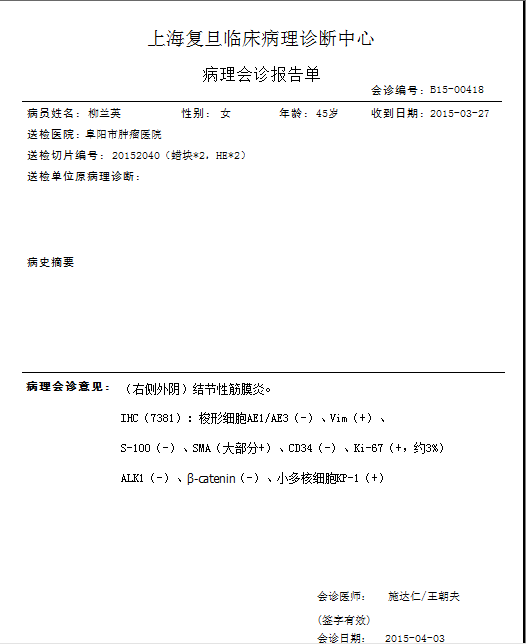 上海复旦临床病理诊断中心
病理会诊报告单
会诊编号：B15-00418
病员姓名：柳兰英 性别： 女 年龄：45岁 收到日期：2015-03-27
送检医院：阜阳市肿瘤医院
送检切片编号：20152040（蜡块*2，HE*2）
送检单位原病理诊断：
病史摘要
病理会诊意见：（右侧外阴）结节性筋膜炎。
IHC（7381）：梭形细胞AE1/AE3（-）、Vim（+）、
S-100（-）、SMA（大部分+）、CD34（-）、Ki-67（+，约3%）
ALK1（-）、β-catenin（-）、小多核细胞KP-1（+）
会诊医师： 施达仁/王朝夫
(签字有效)
会诊日期： 2015-04-03